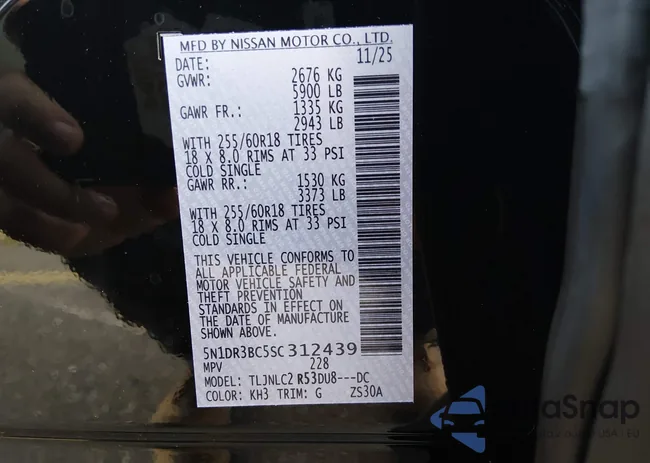 MFD BY NISSAN MOTOR CO., LTD.
DATE: 11/25
GVWR: 2676 KG
5900 LB
GAWR FR.: 1335 KG
2943 LB
WITH 255/60R18 TIRES
18 X 8.0 RIMS AT 33 PSI
COLD SINGLE
GAWR RR.: 1530 KG
3373 LB
WITH 255/60R18 TIRES
18 X 8.0 RIMS AT 33 PSI
COLD SINGLE
THIS VEHICLE CONFORMS TO
ALL APPLICABLE FEDERAL
MOTOR VEHICLE SAFETY AND
THEFT PREVENTION
STANDARDS IN EFFECT ON
THE DATE OF MANUFACTURE
SHOWN ABOVE.
5N1DR3BC5SC312439
MPV 228
MODEL: TLJNLC2 R53DU8---DC
COLOR: KH3 TRIM: G ZS30A